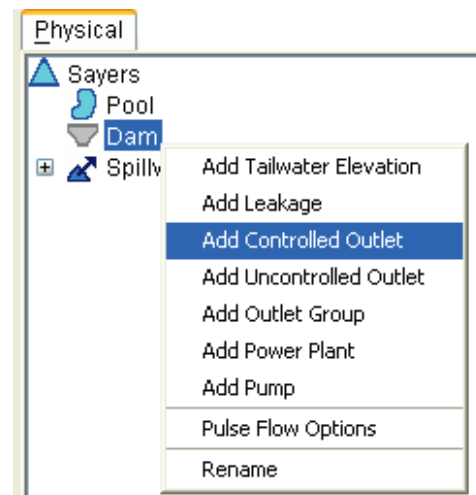 Physical
Sayers
Pool
Dam
Add Tailwater Elevation
Add Leakage
Add Controlled Outlet
Add Uncontrolled Outlet
Add Outlet Group
Add Power Plant
Add Pump
Pulse Flow Options
Rename